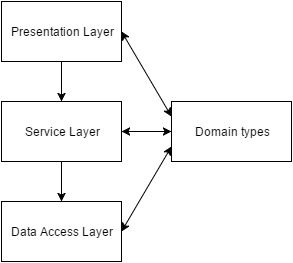 Presentation Layer
Service Layer
Domain types
Data Access Layer